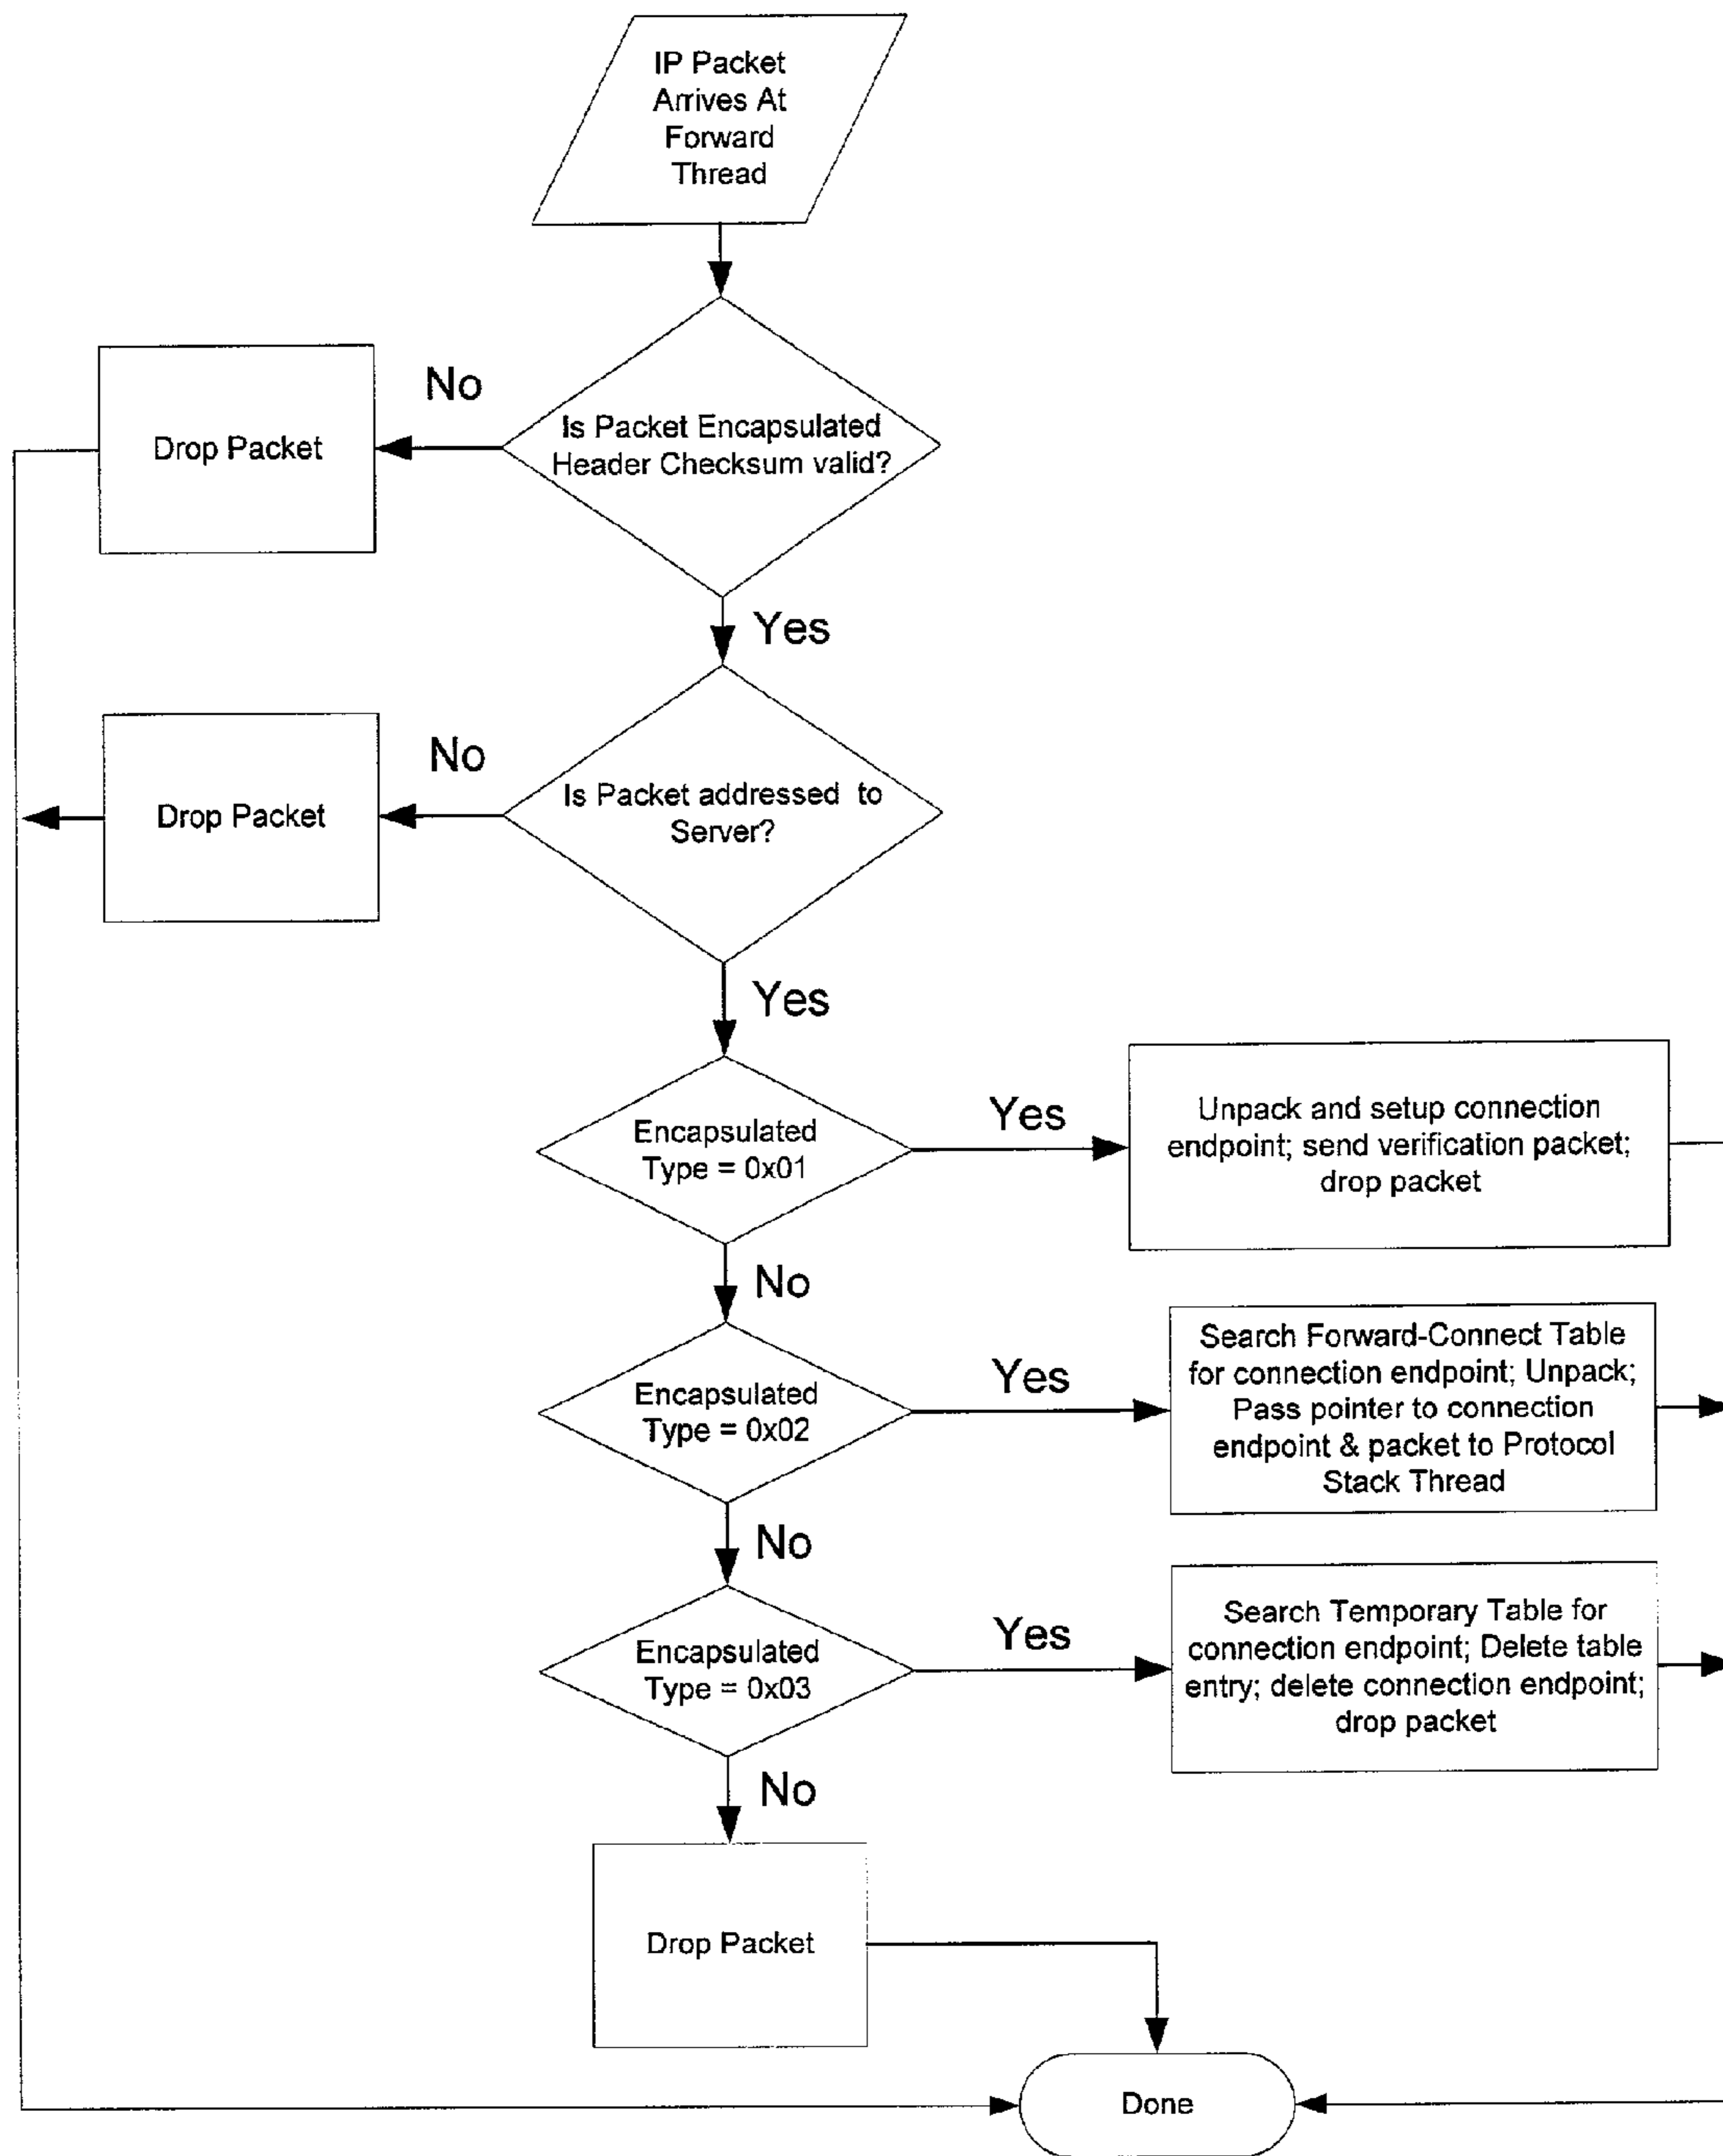 IP Packet
Arrives At
Forward
Thread
No
Drop Packet
Is Packet Encapsulated
Header Checksum valid?
Yes
No
Drop Packet
Is Packet addressed to
Server?
Yes
Encapsulated
Type = 0x01
Yes
Unpack and setup connection
endpoint; send verification packet;
drop packet
No
Encapsulated
Type = 0x02
Yes
Search Forward-Connect Table
for connection endpoint; Unpack;
Pass pointer to connection
endpoint & packet to Protocol
Stack Thread
No
Encapsulated
Type = 0x03
Yes
Search Temporary Table for
connection endpoint; Delete table
entry; delete connection endpoint;
drop packet
No
Drop Packet
Done